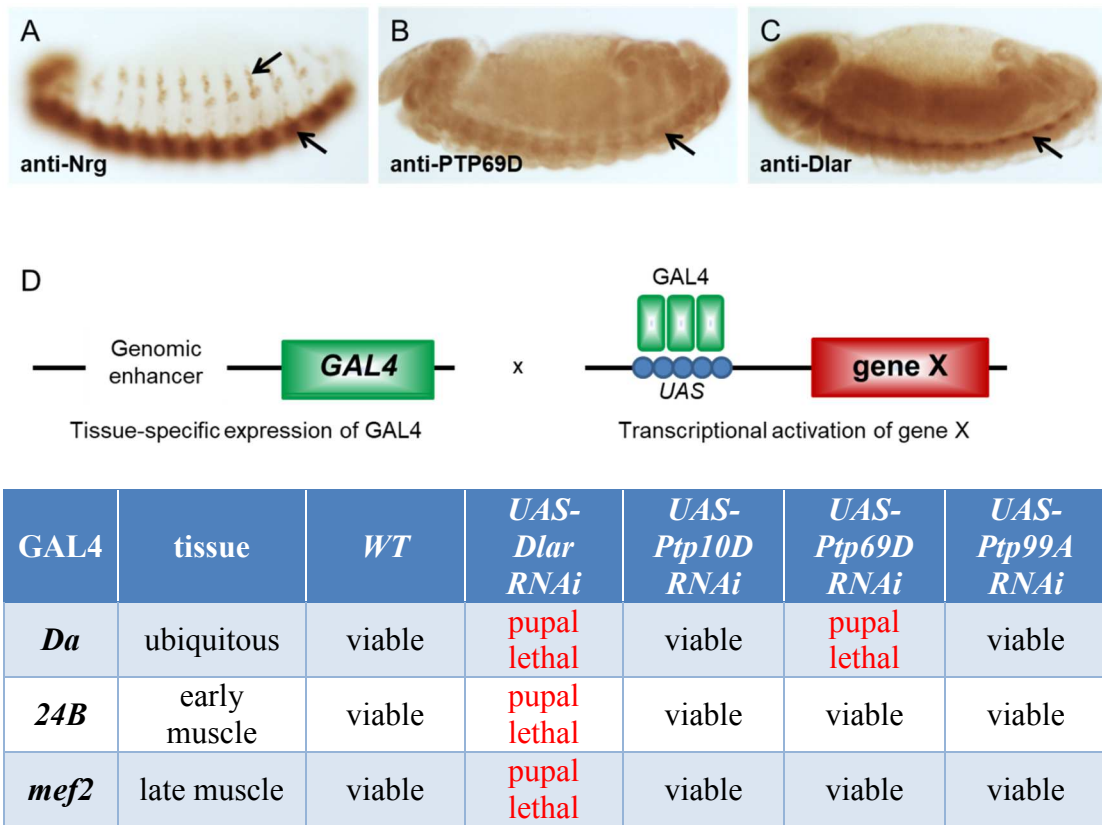 A
anti-Nrg
B
anti-PTP69D
C
anti-Dlar
D
Genomic
enhancer
GAL4
Tissue-specific expression of GAL4
x
GAL4
UAS
gene X
Transcriptional activation of gene X
GAL4 tissue WT UAS-Dlar RNAi UAS-Ptp10D RNAi UAS-Ptp69D RNAi UAS-Ptp99A RNAi
Da ubiquitous viable pupal lethal viable pupal lethal viable
24B early muscle viable pupal lethal viable viable viable
mef2 late muscle viable pupal lethal viable viable viable